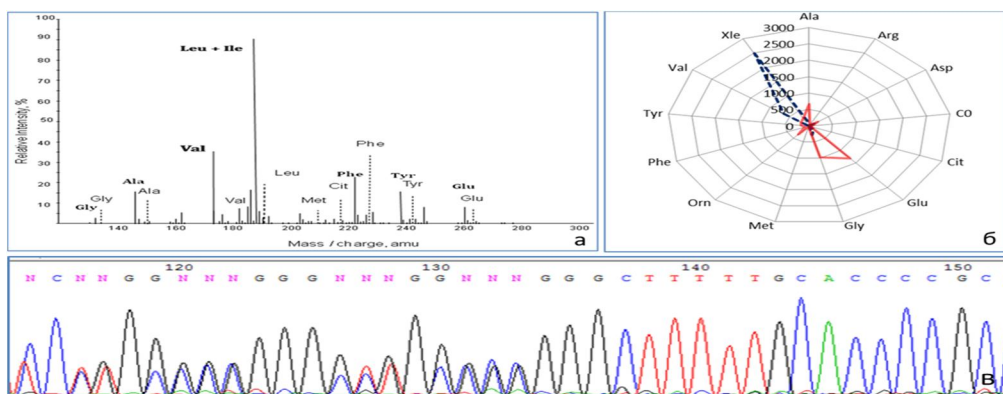 100
90
80
70
60
50
40
30
20
10
Relative Intensity, %
Leu + Ile
Val
Phe
Leu
Ala
Phe
Tyr
Gly
Gly
Ala
Val
Met
Cit
Tyr
Glu
Glu
140 160 180 200 220 240 260 280 300
Mass / charge, amu
а
Ala
Arg
Asp
C0
Cit
Glu
Gly
Met
Orn
Phe
Tyr
Val
Xle
3000
2500
2000
1500
1000
500
0
б
120 130 140 150
N C N N G G N N N G G G N N N G G N N N G G G C T T T T T G C A C C C C G C
в